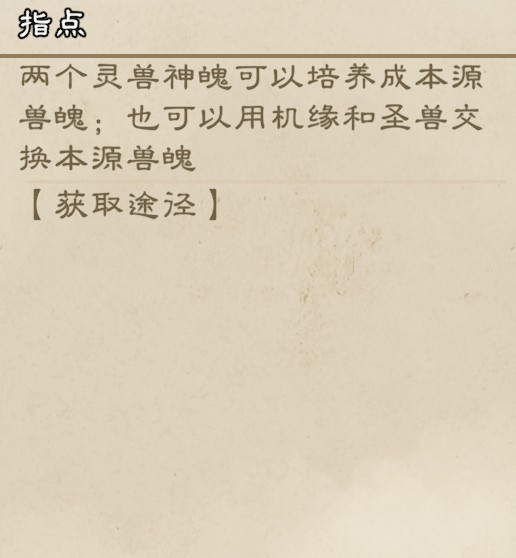 指点
两个灵兽神魄可以培养成本源
兽魄；也可以用机缘和圣兽交
换本源兽魄
【获取途径】